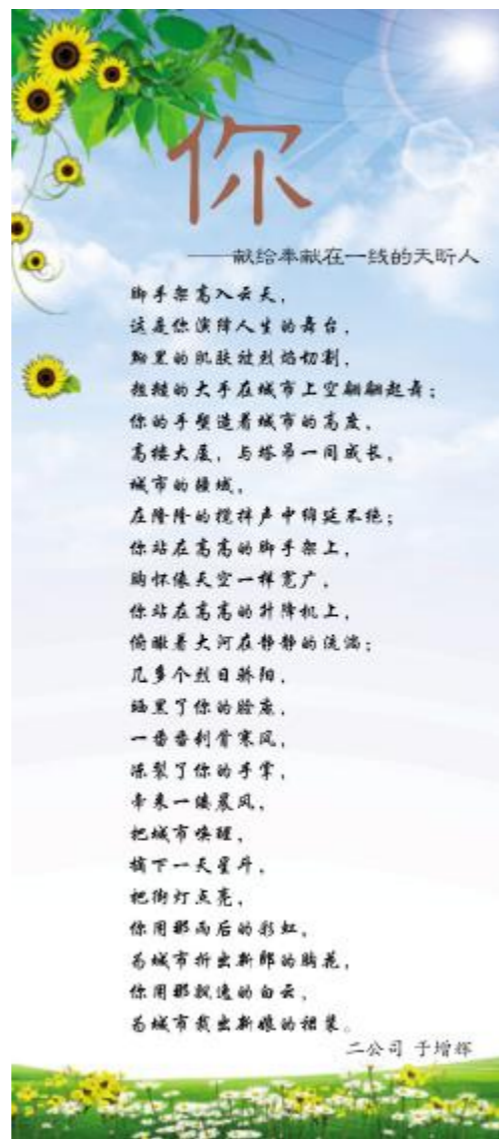 你
——献给奉献在一线的天昕人
脚手架高入云天，
这是你演绎人生的舞台，
黝黑的肌肤被烈焰切割，
粗糙的大手在城市上空翩翩起舞；
你的手塑造着城市的高度，
高楼大厦，与塔吊一同成长，
城市的疆域，
在隆隆的搅拌声中绵延不绝；
你站在高高的脚手架上，
胸怀像天空一样宽广，
你站在高高的升降机上，
俯瞰着大河在静静的流淌；
几多个烈日骄阳，
晒黑了你的脸庞，
一番番刺骨寒风，
冻裂了你的手掌，
牵来一缕晨风，
把城市唤醒，
摘下一天星斗，
把街灯点亮，
你用那雨后的彩虹，
为城市折出新郎的胸花，
你用那飘逸的白云，
为城市裁出新娘的裙装。
二公司 于增辉